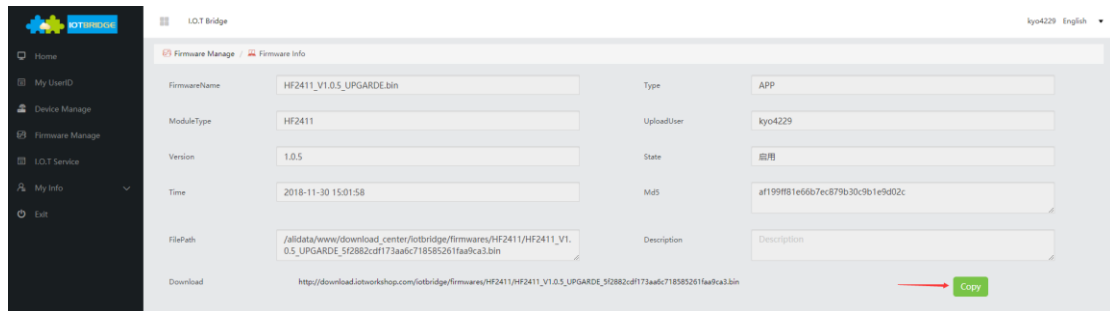 IOTBRIDGE
I.O.T Bridge
kyo4229 English
Home
My UserID
Device Manage
Firmware Manage
I.O.T Service
My Info
Exit
Firmware Manage / Firmware Info
FirmwareName HF2411_V1.0.5_UPGARDE.bin Type APP
ModuleType HF2411 UploadUser kyo4229
Version 1.0.5 State 启用
Time 2018-11-30 15:01:58 Md5 af199ff81e66b7ec879b30c9b1e9d02c
FilePath /alidata/www/download_center/iotbridge/firmwares/HF2411/HF2411_V1.
0.5_UPGARDE_5f2882cdf173aa6c718585261faa9ca3.bin
Description Description
Download http://download.iotworkshop.com/iotbridge/firmwares/HF2411/HF2411_V1.0.5_UPGARDE_5f2882cdf173aa6c718585261faa9ca3.bin Copy